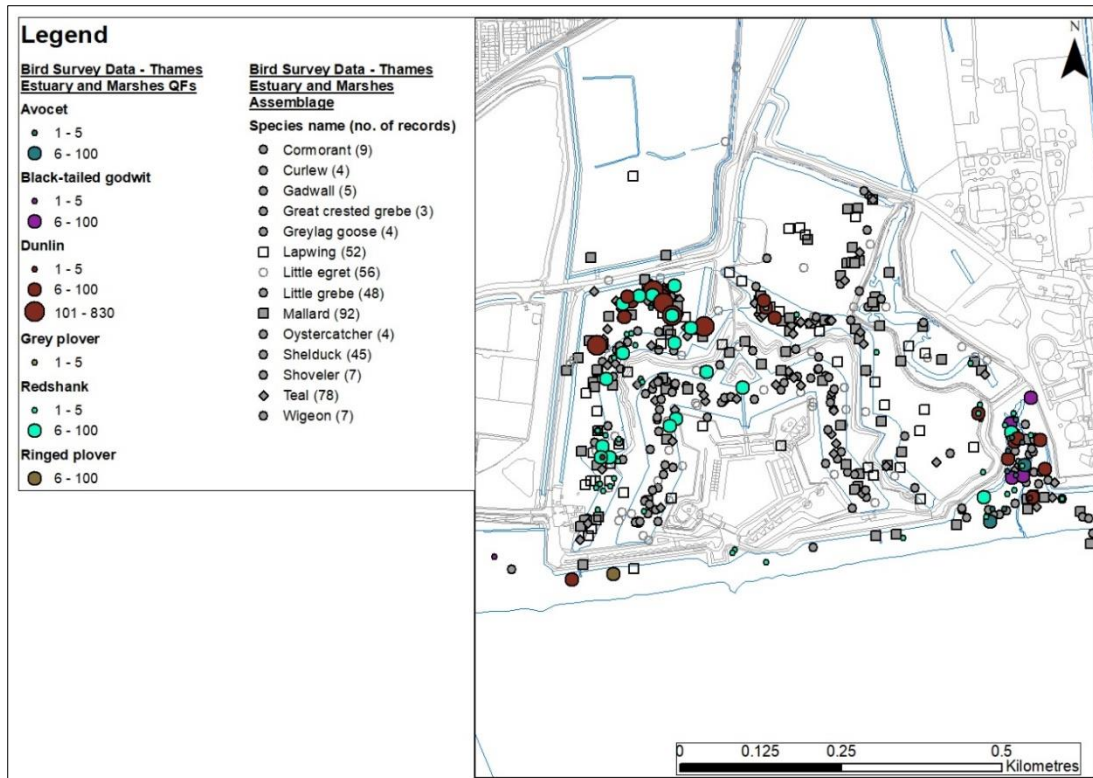 Legend
Bird Survey Data - Thames
Estuary and Marshes QFs
Avocet
1 - 5
6 - 100
Black-tailed godwit
1 - 5
6 - 100
Dunlin
1 - 5
6 - 100
101 - 830
Grey plover
1 - 5
Redshank
1 - 5
6 - 100
Ringed plover
6 - 100
Bird Survey Data - Thames
Estuary and Marshes
Assemblage
Species name (no. of records)
Cormorant (9)
Curlew (4)
Gadwall (5)
Great crested grebe (3)
Greylag goose (4)
Lapwing (52)
Little egret (56)
Little grebe (48)
Mallard (92)
Oystercatcher (4)
Shelduck (45)
Shoveler (7)
Teal (78)
Wigeon (7)
N
0 0.125 0.25 0.5
Kilometres